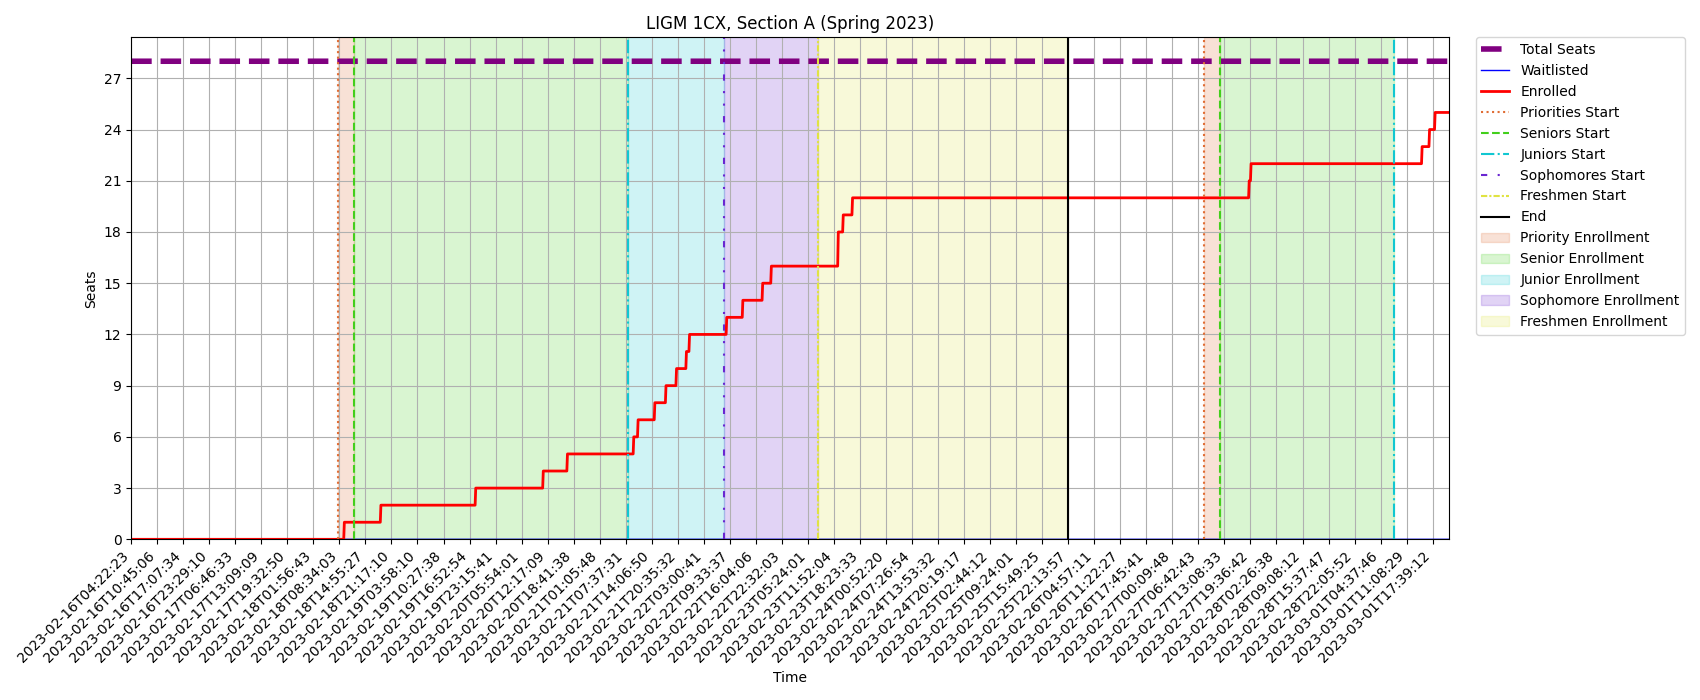 LIGM 1CX, Section A (Spring 2023)
Total Seats
Waitlisted
Enrolled
Priorities Start
Seniors Start
Juniors Start
Sophomores Start
Freshmen Start
End
Priority Enrollment
Senior Enrollment
Junior Enrollment
Sophomore Enrollment
Freshmen Enrollment
Seats
27
24
21
18
15
12
9
6
3
0
2023-02-16T04:22:23
2023-02-16T10:45:06
2023-02-16T17:07:34
2023-02-16T23:29:10
2023-02-17T06:46:33
2023-02-17T13:09:09
2023-02-17T19:32:50
2023-02-18T01:56:43
2023-02-18T08:34:03
2023-02-18T14:55:27
2023-02-18T21:17:10
2023-02-19T03:58:10
2023-02-19T10:27:38
2023-02-19T16:52:54
2023-02-19T23:15:41
2023-02-20T05:54:01
2023-02-20T12:17:09
2023-02-20T18:41:38
2023-02-21T01:05:48
2023-02-21T07:37:31
2023-02-21T14:06:50
2023-02-21T20:35:32
2023-02-22T03:00:41
2023-02-22T09:33:37
2023-02-22T16:04:06
2023-02-22T22:32:03
2023-02-23T05:24:01
2023-02-23T11:52:04
2023-02-23T18:23:33
2023-02-24T00:52:20
2023-02-24T07:26:54
2023-02-24T13:53:32
2023-02-24T20:19:17
2023-02-25T02:44:12
2023-02-25T09:24:01
2023-02-25T15:49:25
2023-02-25T22:13:57
2023-02-26T04:57:11
2023-02-26T11:22:27
2023-02-26T17:45:41
2023-02-27T00:09:48
2023-02-27T06:42:43
2023-02-27T13:08:33
2023-02-27T19:36:42
2023-02-28T02:26:38
2023-02-28T09:08:12
2023-02-28T15:37:47
2023-02-28T22:05:52
2023-03-01T04:37:46
2023-03-01T11:08:29
2023-03-01T17:39:12
Time